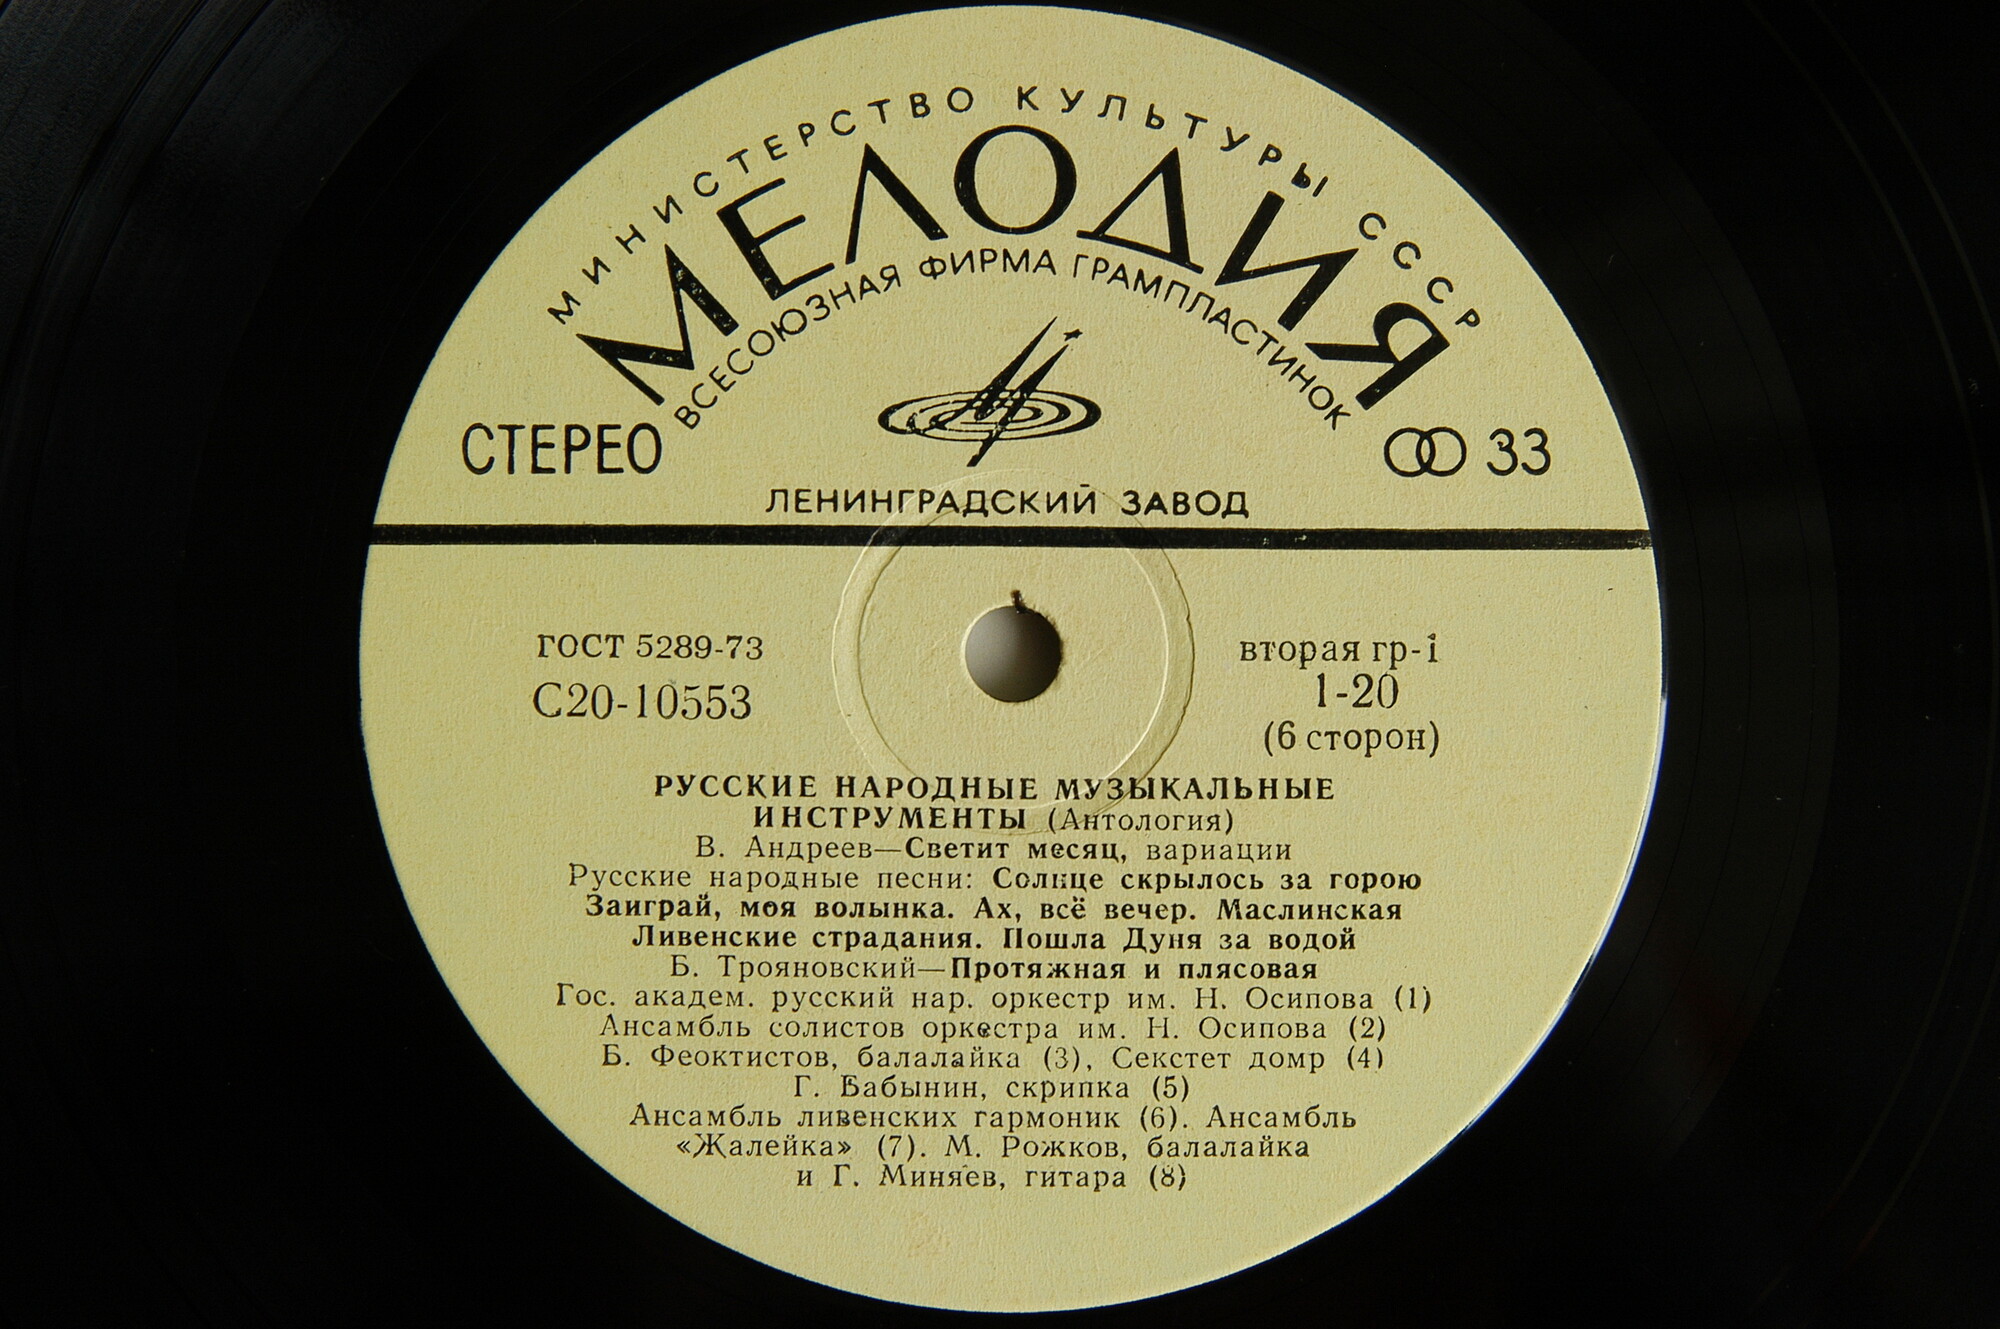 МИНИСТЕРСТВО КУЛЬТУРЫ СССР
МЕЛОДИЯ
ВСЕСОЮЗНАЯ ФИРМА ГРАМПЛАСТИНОК
СТЕРЕО
33
ЛЕНИНГРАДСКИЙ ЗАВОД
ГОСТ 5289-73
С20-10553
вторая гр-1
1-20
(6 сторон)
РУССКИЕ НАРОДНЫЕ МУЗЫКАЛЬНЫЕ
ИНСТРУМЕНТЫ (Антология)
В. Андреев—Светит месяц, вариации
Русские народные песни: Солнце скрылось за горою
Заиграй, моя волынка. Ах, всё вечер. Маслинская
Ливенские страдания. Пошла Дуня за водой
Б. Трояновский—Протяжная и плясовая
Гос. академ. русский нар. оркестр им. Н. Осипова (1)
Ансамбль солистов оркестра им. Н. Осипова (2)
Б. Феоктистов, балалайка (3), Секстет домр (4)
Г. Бабынин, скрипка (5)
Ансамбль ливенских гармоник (6). Ансамбль
«Жалейка» (7). М. Рожков, балалайка
и Г. Миняев, гитара (8)